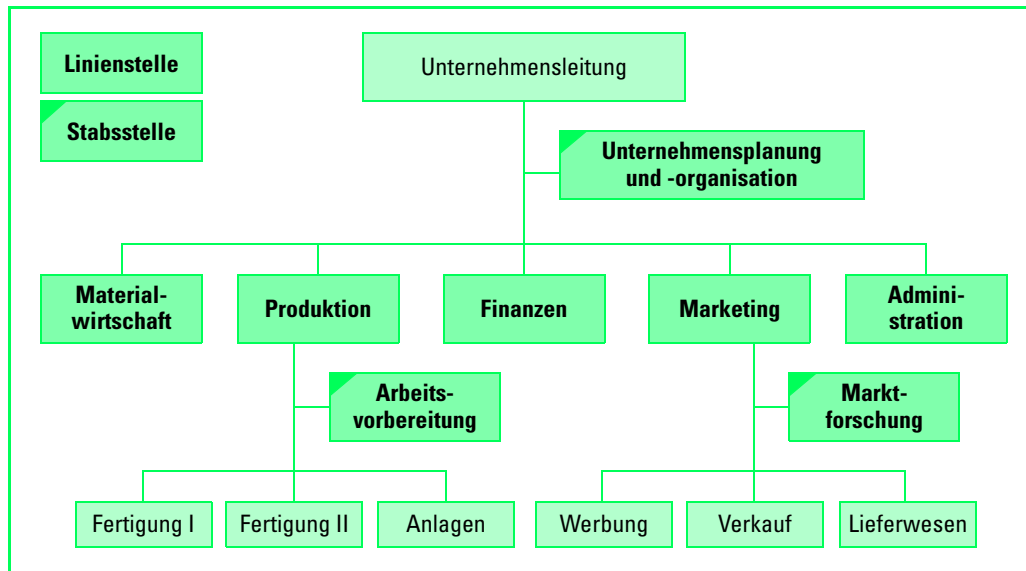 Linienstelle
Unternehmensleitung
Stabsstelle
Unternehmensplanung
und -organisation
Material-
wirtschaft
Produktion
Finanzen
Marketing
Admini-
stration
Arbeits-
vorbereitung
Markt-
forschung
Fertigung I
Fertigung II
Anlagen
Werbung
Verkauf
Lieferwesen